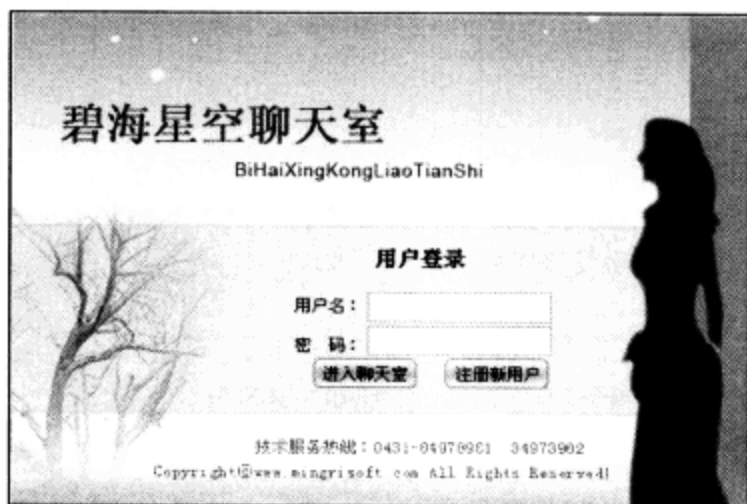 碧海星空聊天室
BiHaiXingKongLiaoTianShi
用户登录
用户名：
密 码：
进入聊天室 注册新用户
技术服务热线：0431-84978981 84978982
Copyright©www.mingrisoft com All Rights Reserved!